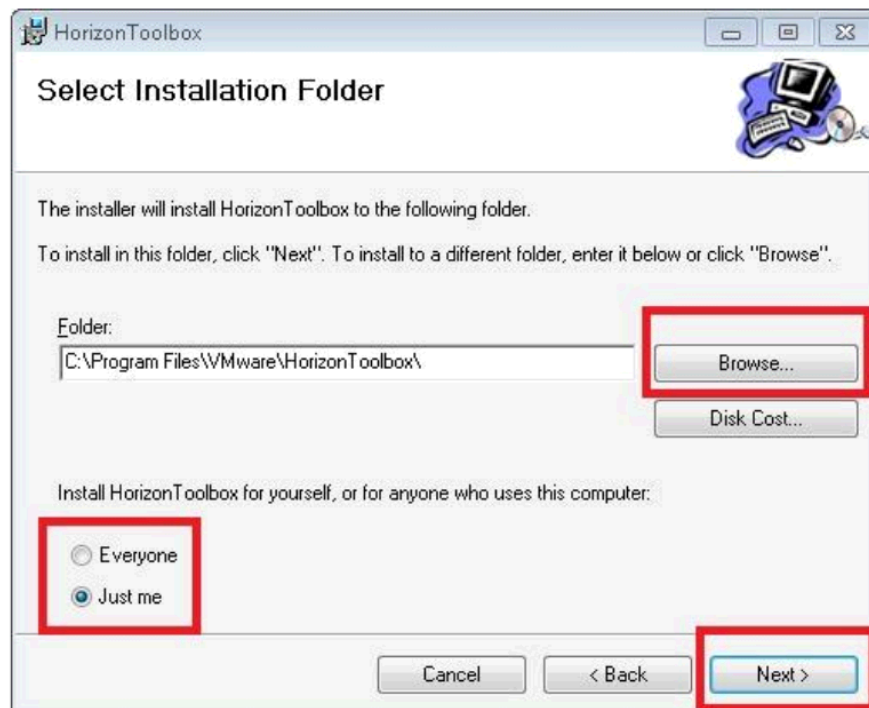 HorizonToolbox
Select Installation Folder
The installer will install HorizonToolbox to the following folder.
To install in this folder, click "Next". To install to a different folder, enter it below or click "Browse".
Folder:
C:\Program Files\VMware\HorizonToolbox\
Browse...
Disk Cost...
Install HorizonToolbox for yourself, or for anyone who uses this computer:
Everyone
Just me
Cancel
< Back
Next >